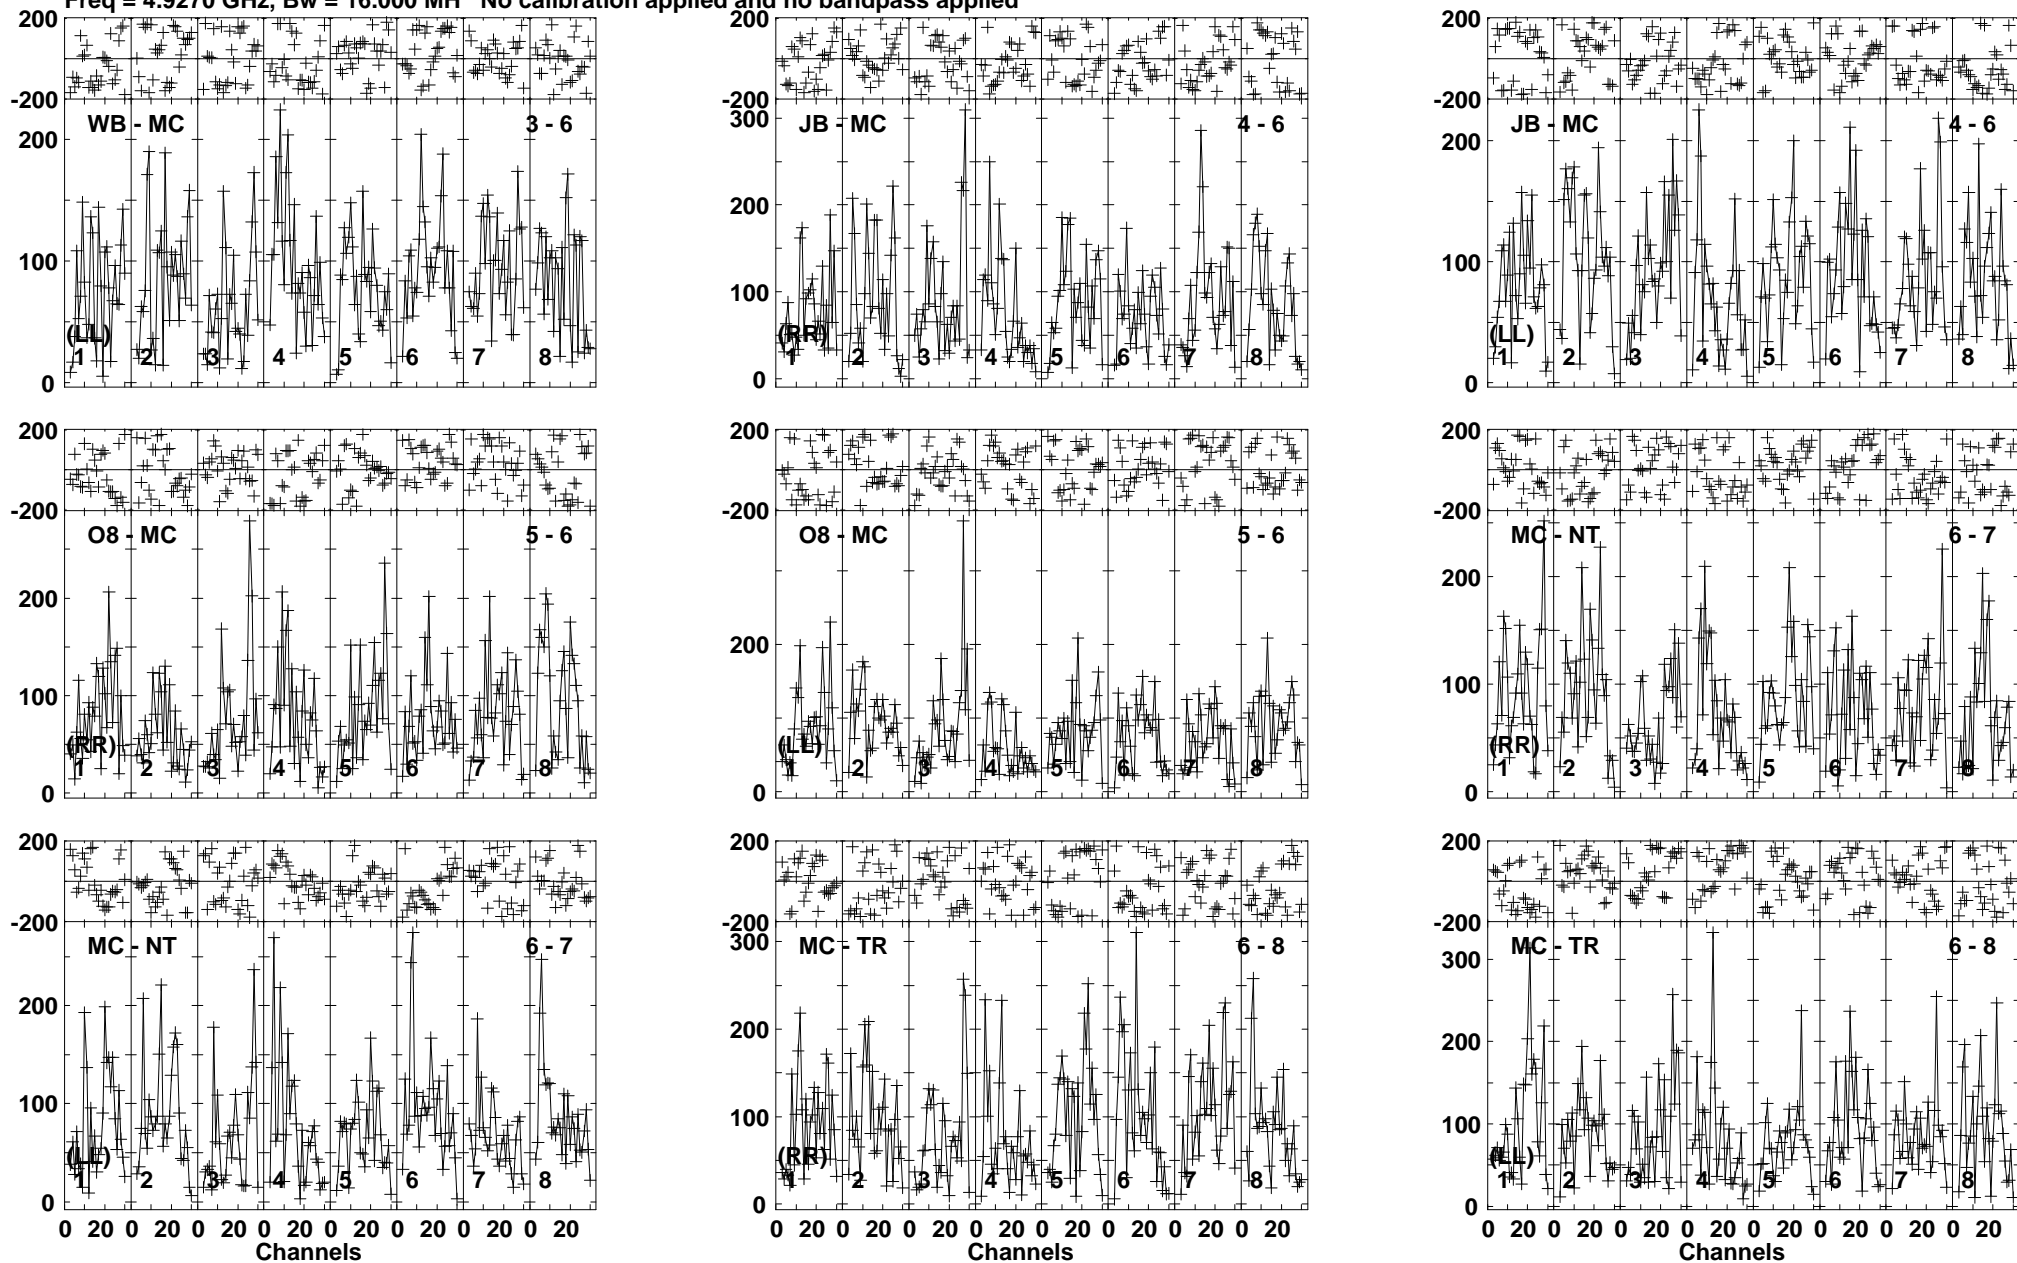 Freq = 4.9270 GHz, Bw = 16.000 MH No calibration applied and no bandpass applied
200 200 200
-200 -200 -200
WB - MC 3 - 6 JB - MC 4 - 6 JB - MC 4 - 6
200 300 200
100 200 100
0 100 0
0
(LL) (RR) (LL)
1 2 3 4 5 6 7 8 1 2 3 4 5 6 7 8 1 2 3 4 5 6 7 8
200 200 200
-200 -200 -200
O8 - MC 5 - 6 O8 - MC 5 - 6 MC - NT 6 - 7
200 200 200
100 0 100
0 0
(RR) (LL) (RR)
1 2 3 4 5 6 7 8 1 2 3 4 5 6 7 8 1 2 3 4 5 6 7 8
200 200 200
-200 -200 -200
MC - NT 6 - 7 MC - TR 6 - 8 MC - TR 6 - 8
200 300 300
100 200 200
0 100 100
0 0
(LL) (RR) (LL)
1 2 3 4 5 6 7 8 1 2 3 4 5 6 7 8 1 2 3 4 5 6 7 8
0 20 0 20 0 20 0 20 0 20 0 20 0 20 0 20 0 20 0 20 0 20 0 20 0 20 0 20 0 20 0 20 0 20 0 20 0 20 0 20 0 20 0 20 0 20 0 20
Channels Channels Channels